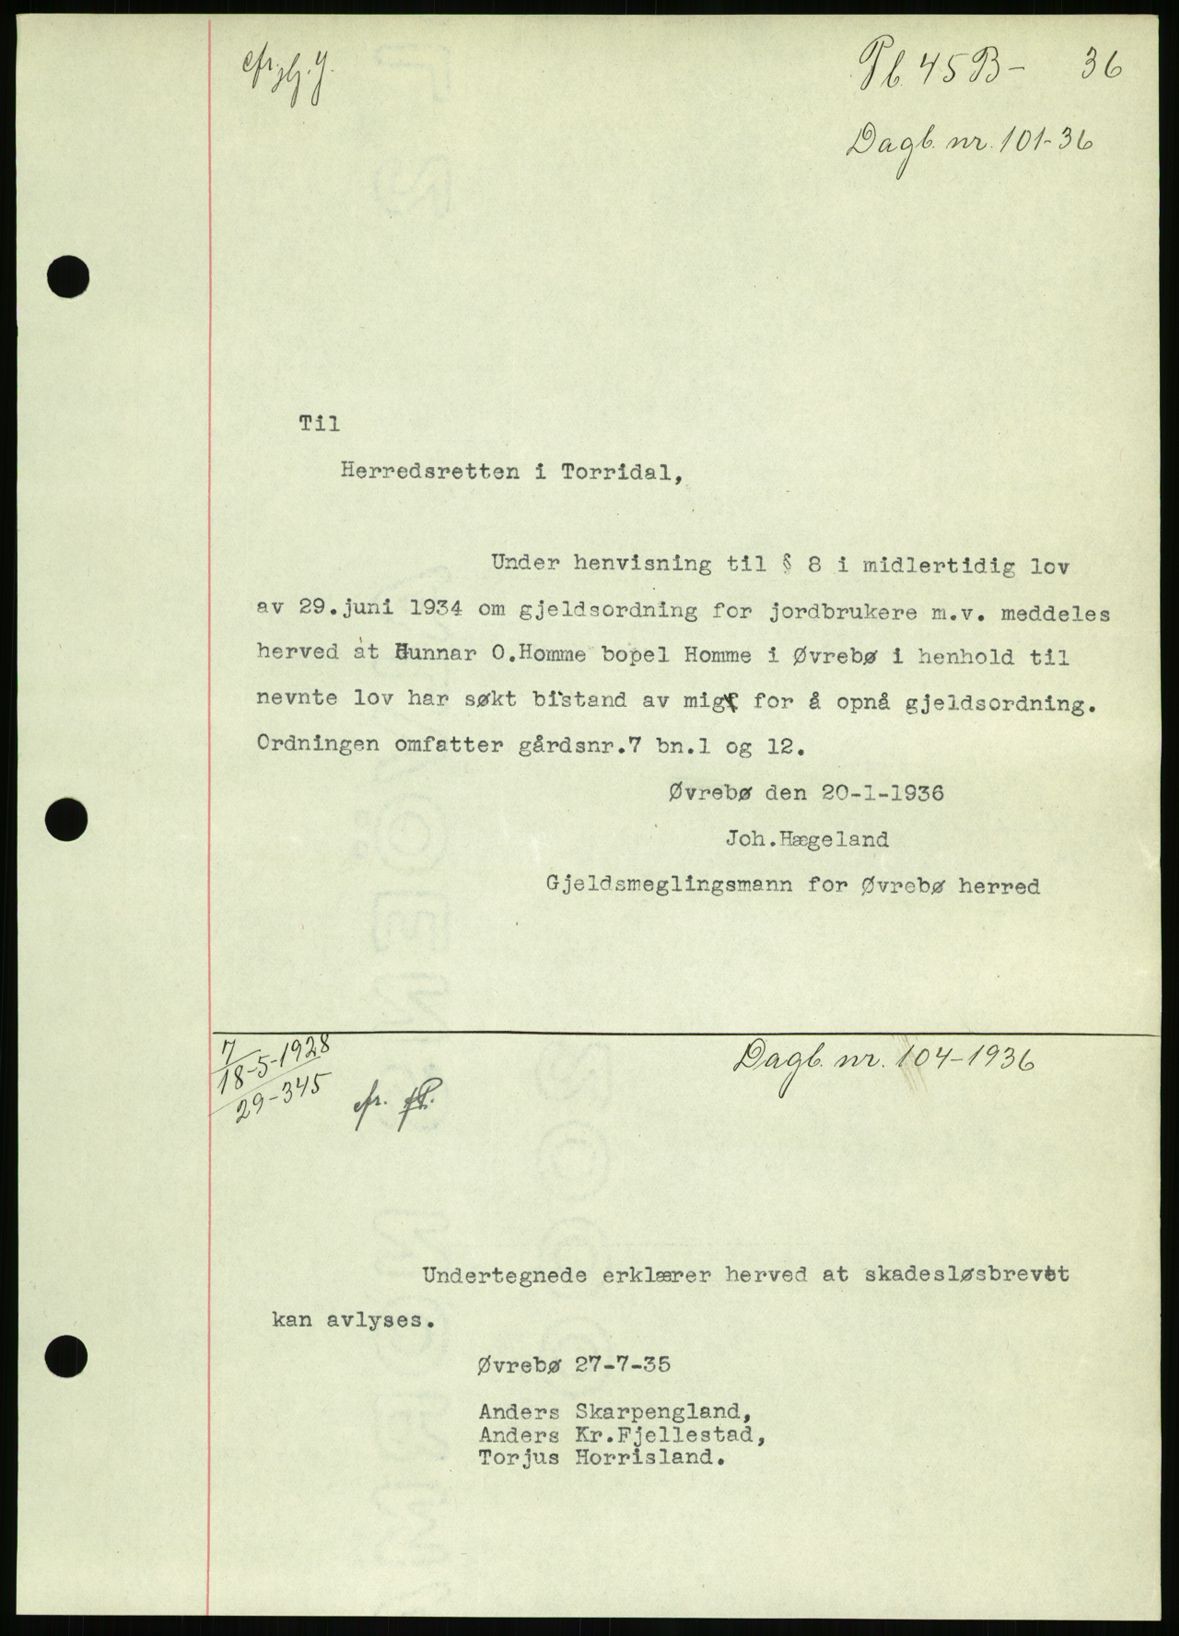 Pb. 45 B- 36
Dagb. nr. 101-36
Til
Herredsretten i Torridal,
Under henvisning til § 8 i midlertidig lov
av 29.juni 1934 om gjeldsordning for jordbrukere m.v. meddeles
herved at Gunnar O.Homme bopel Homme i Øvrebø i henhold til
nevnte lov har søkt bistand av mig for å opnå gjeldsordning.
Ordningen omfatter gårdsnr.7 bn.1 og 12.
Øvrebø den 20-1-1936
Joh.Hægeland
Gjeldsmeglingsmann for Øvrebø herred
7
18-5-1928
29-345
cfr.
Dagb. nr. 104-1936
Undertegnede erklærer herved at skadesløsbrevet
kan avlyses.
Øvrebø 27-7-35
Anders Skarpengland,
Anders Kr.Fjellestad,
Torjus Horrisland.